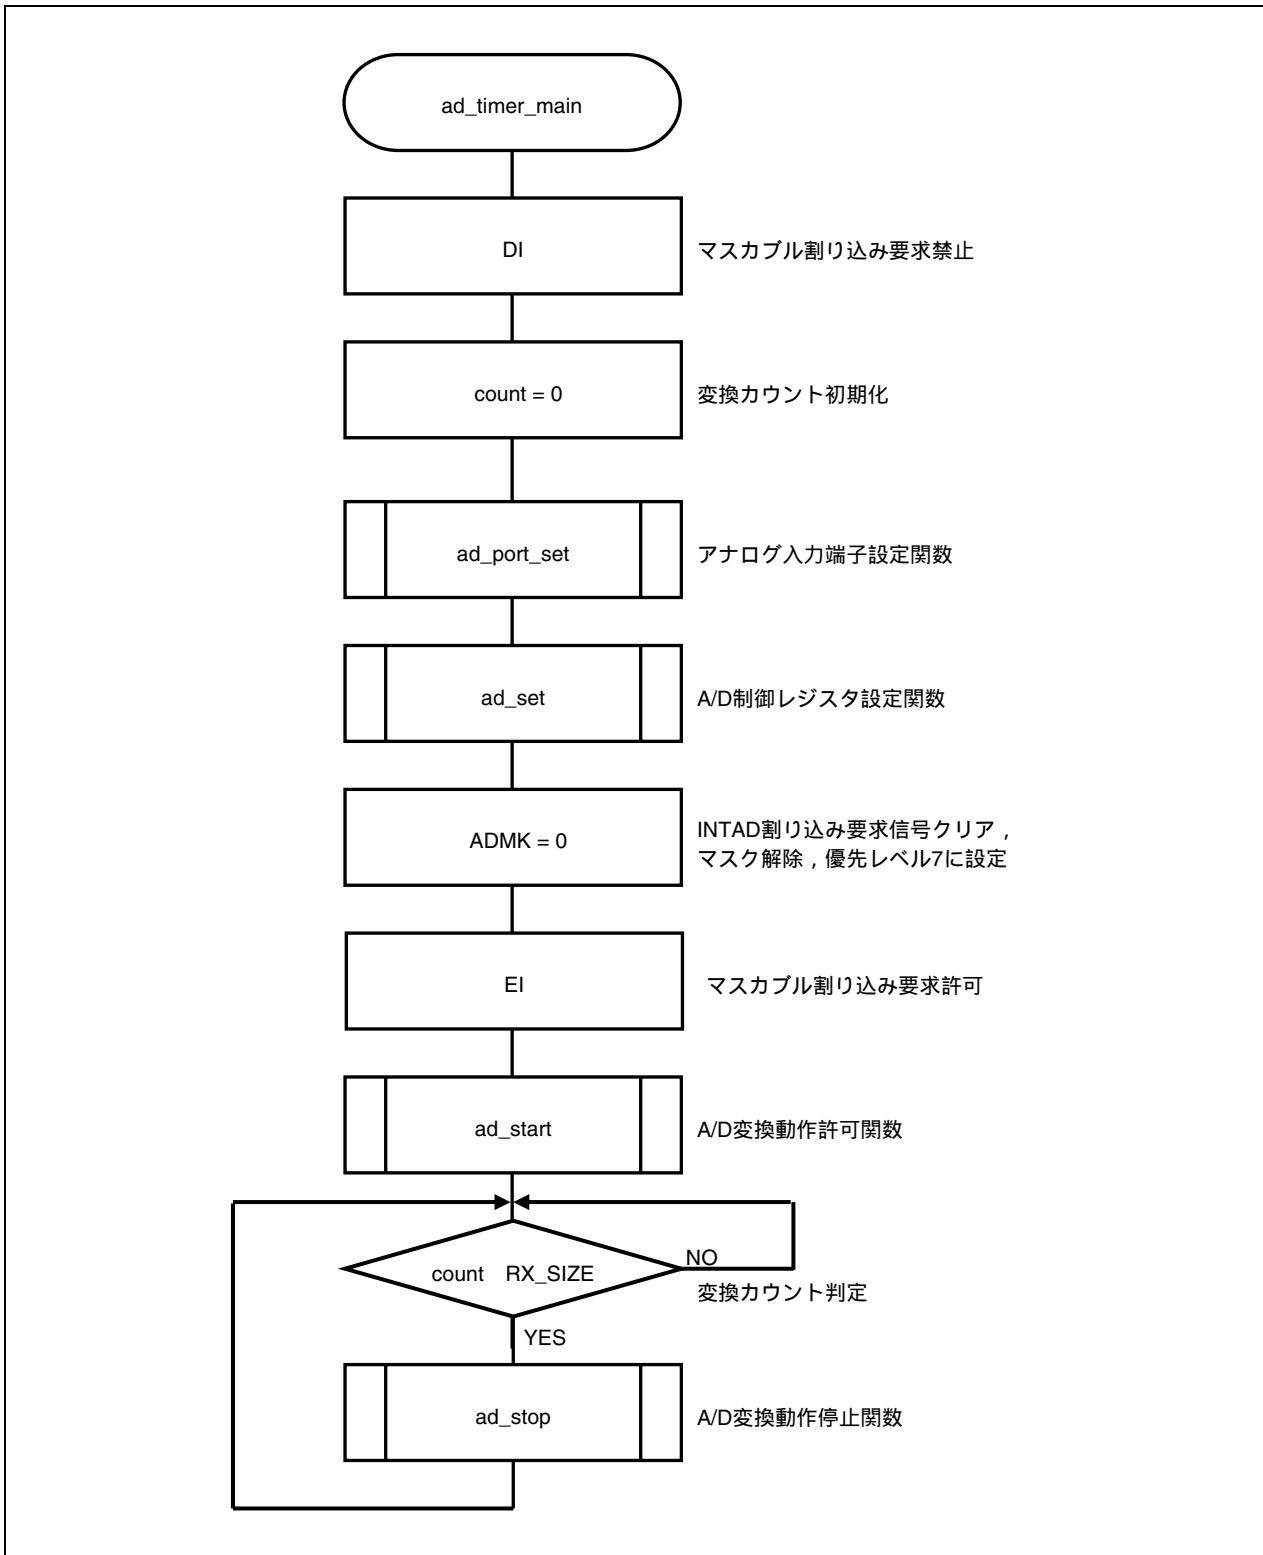 ad_timer_main
DI
マスカブル割り込み要求禁止
count = 0
変換カウント初期化
ad_port_set
アナログ入力端子設定関数
ad_set
A/D制御レジスタ設定関数
ADMK = 0
INTAD割り込み要求信号クリア，
マスク解除，優先レベル7に設定
EI
マスカブル割り込み要求許可
ad_start
A/D変換動作許可関数
count RX_SIZE
NO
変換カウント判定
YES
ad_stop
A/D変換動作停止関数